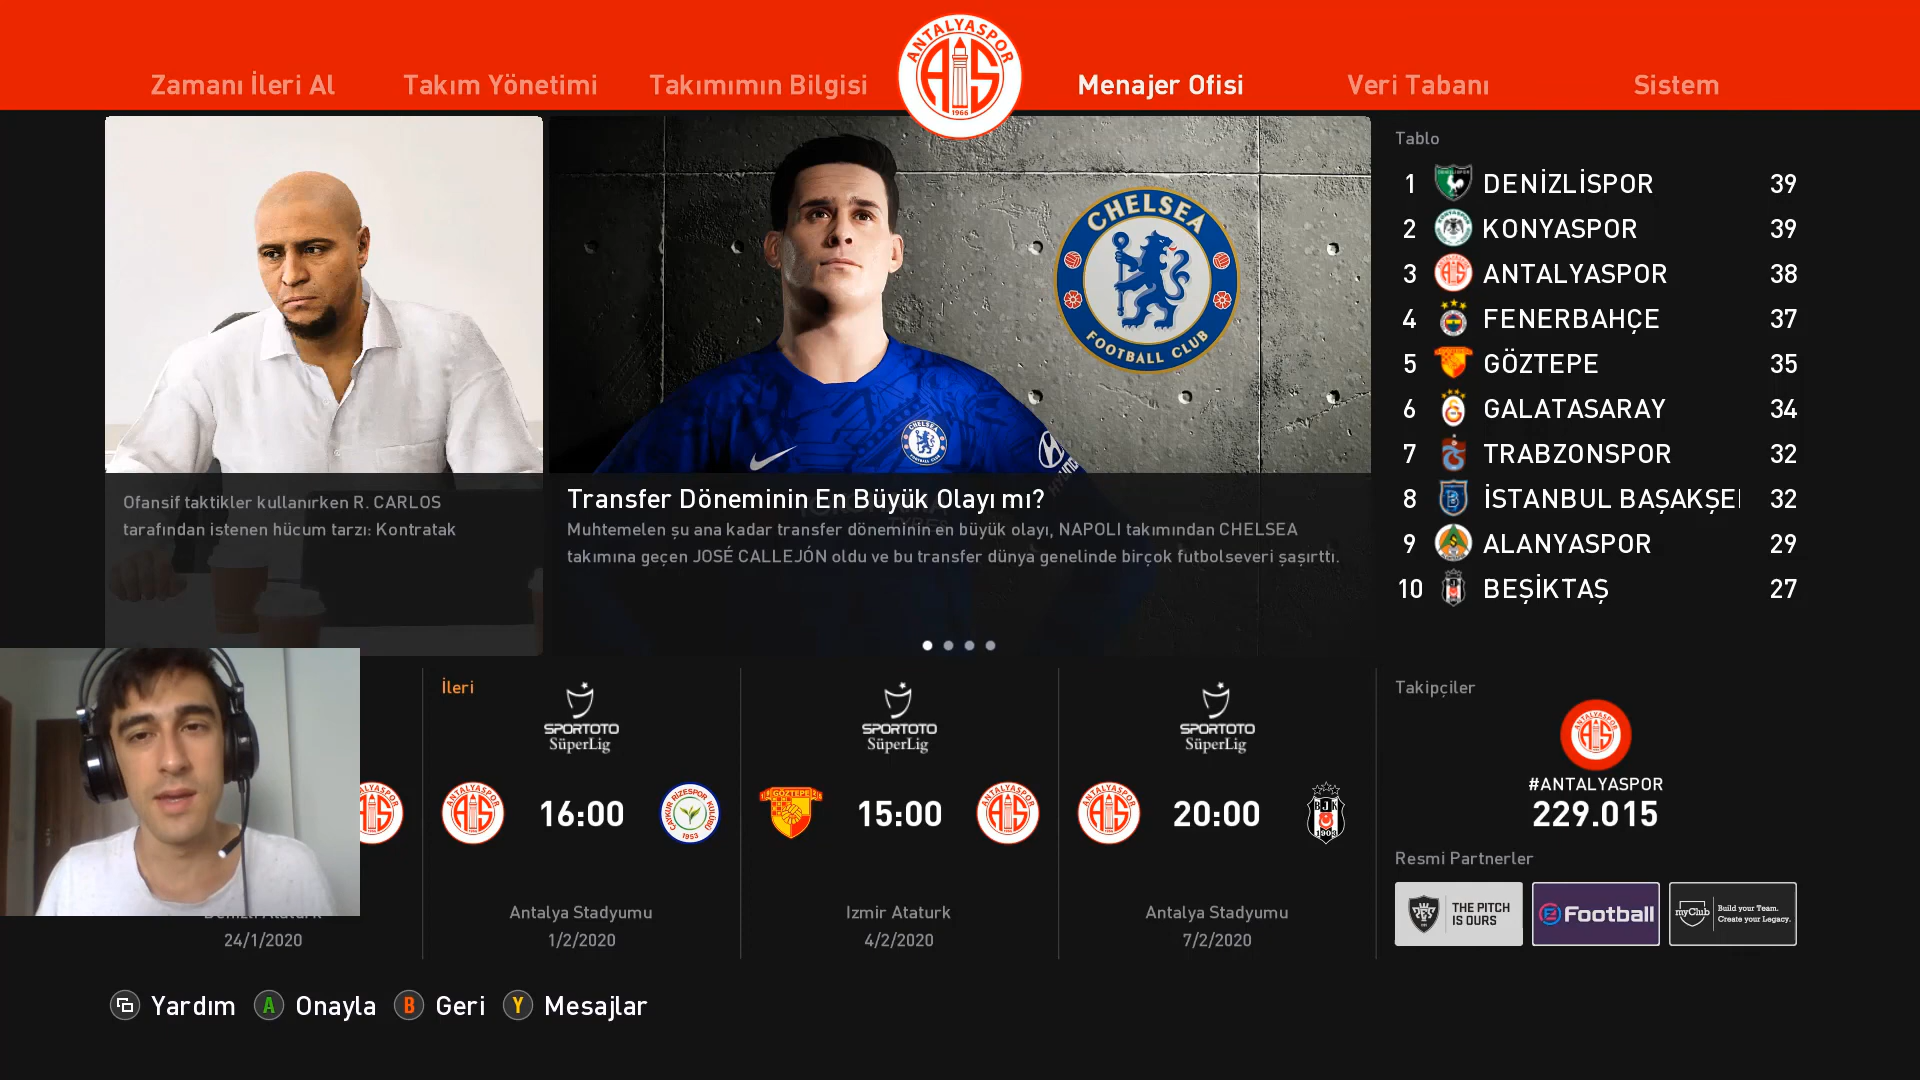 Zamanı İleri Al
Takım Yönetimi
Takımımın Bilgisi
ANTALYASPOR
1966
Menajer Ofisi
Veri Tabanı
Sistem
Ofansif taktikler kullanırken R. CARLOS
tarafından istenen hücum tarzı: Kontratak
CHELSEA
FOOTBALL CLUB
Transfer Döneminin En Büyük Olayı mı?
Muhtemelen şu ana kadar transfer döneminin en büyük olayı, NAPOLI takımından CHELSEA
takımına geçen JOSÉ CALLEJÓN oldu ve bu transfer dünya genelinde birçok futbolseveri şaşırttı.
Tablo
1 DENİZLİSPOR 39
2 KONYASPOR 39
3 ANTALYASPOR 38
4 FENERBAHÇE 37
5 GÖZTEPE 35
6 GALATASARAY 34
7 TRABZONSPOR 32
8 İSTANBUL BAŞAKŞE 32
9 ALANYASPOR 29
10 BEŞİKTAŞ 27
24/1/2020
İleri
SPORTOTO
SüperLig
16:00
Antalya Stadyumu
1/2/2020
SPORTOTO
SüperLig
GÖZTEPE
15:00
Izmir Ataturk
4/2/2020
SPORTOTO
SüperLig
20:00
BJK
1903
Antalya Stadyumu
7/2/2020
Takipçiler
#ANTALYASPOR
229.015
Resmi Partnerler
THE PITCH
IS OURS
eFootball
myClub
Build your Team.
Create your Legacy.
Yardım
A Onayla
B Geri
Y Mesajlar